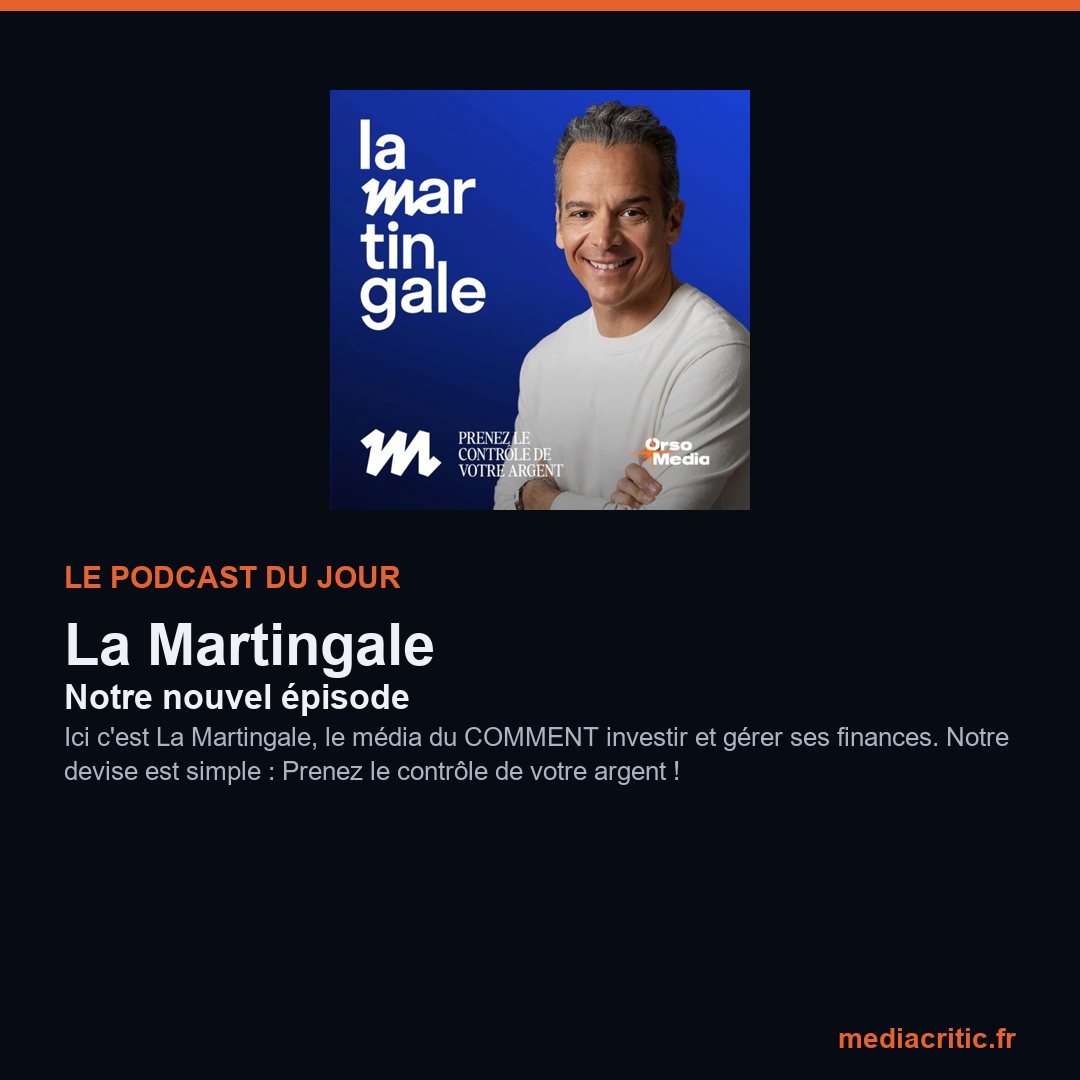 la
mar
tin
gale
m
PRENEZ LE
CONTRÔLE DE
VOTRE ARGENT
Orso
Media
LE PODCAST DU JOUR
La Martingale
Notre nouvel épisode
Ici c'est La Martingale, le média du COMMENT investir et gérer ses finances. Notre
devise est simple : Prenez le contrôle de votre argent !
mediacritic.fr